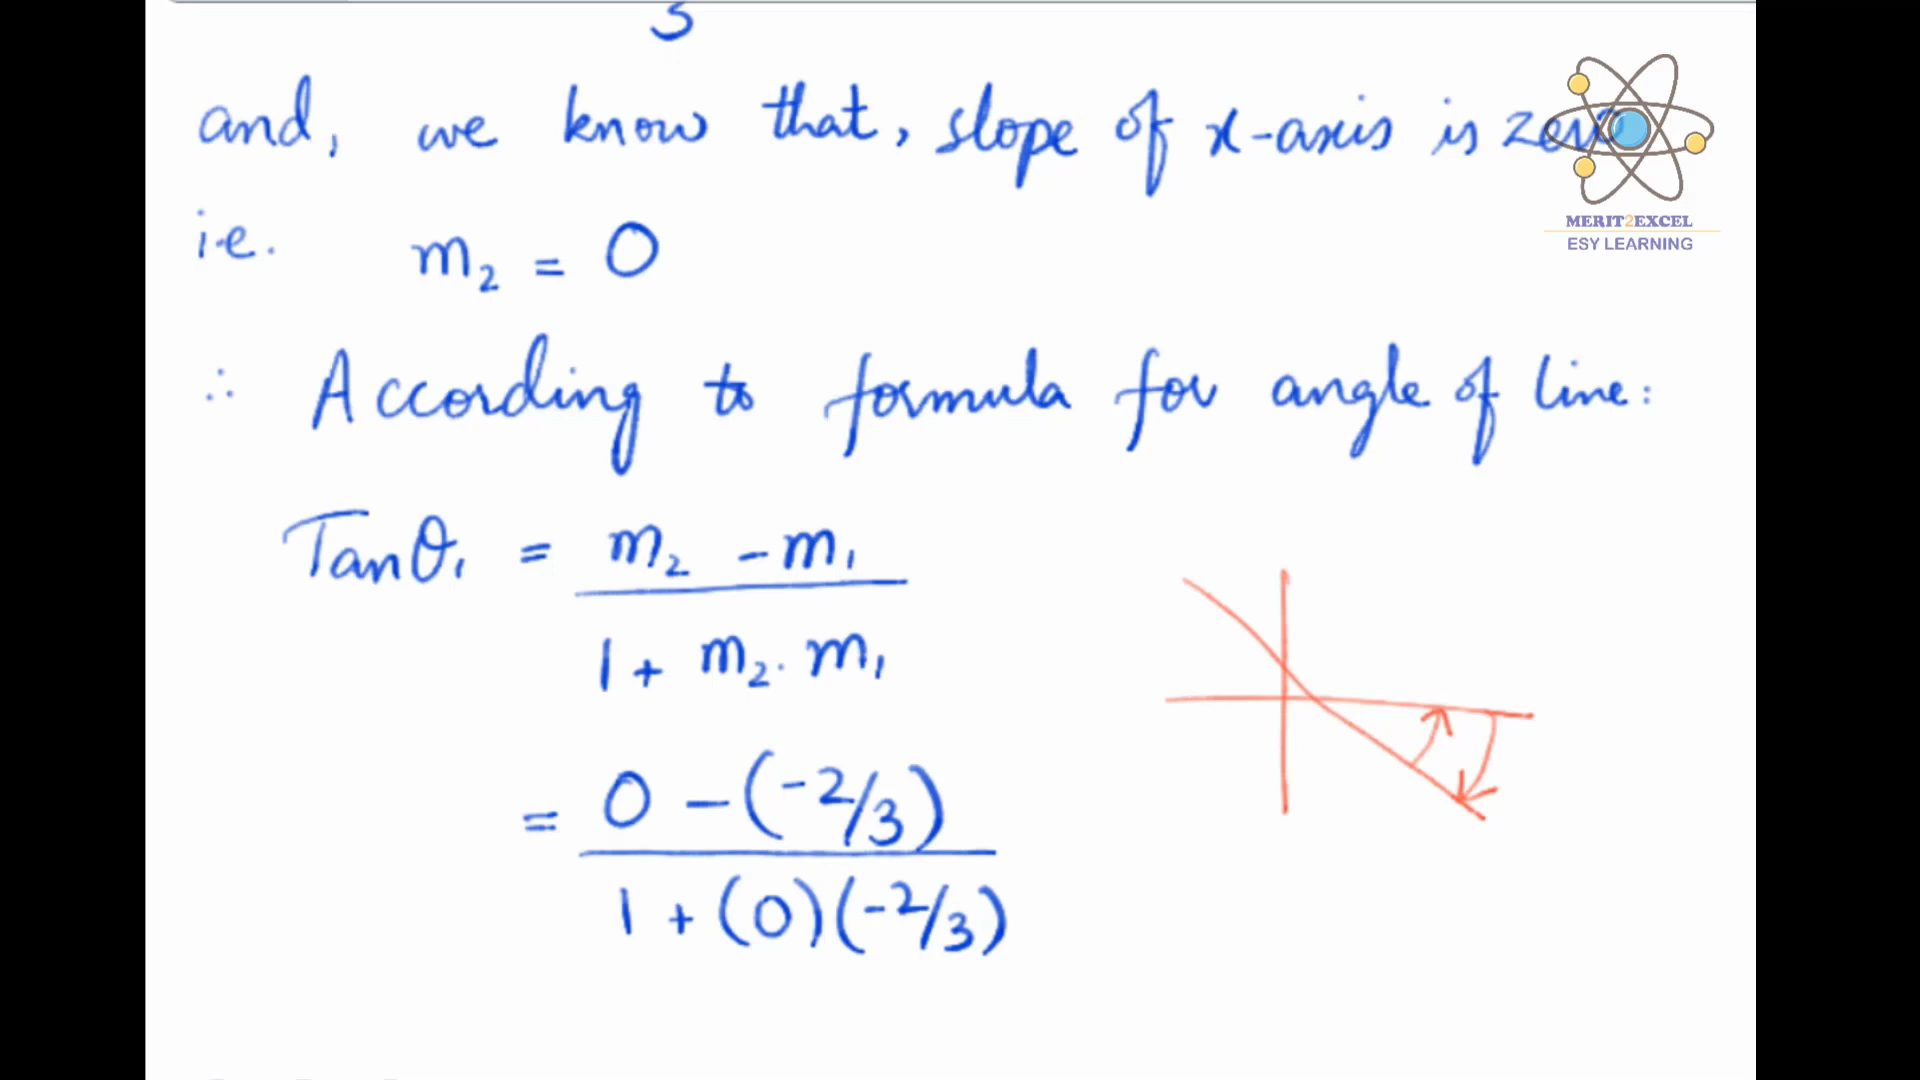 3
and, we know that, slope of x-axis is zero
MERIT2EXCEL
ESY LEARNING
i.e. m₂ = 0
∴ According to formula for angle of line:
Tanθ₁ = m₂ - m₁
1 + m₂ . m₁
= 0 - (-2/3)
1 + (0)(-2/3)